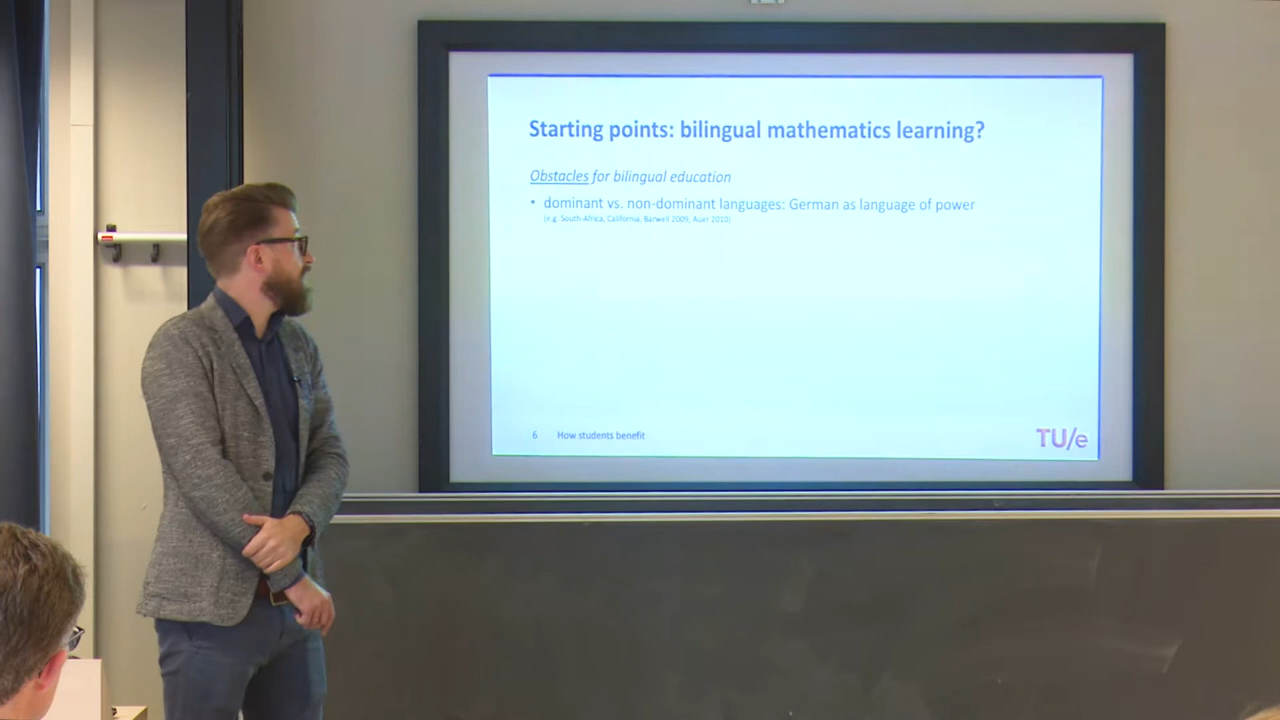 Starting points: bilingual mathematics learning?
Obstacles for bilingual education
• dominant vs. non-dominant languages: German as language of power
(e.g. South-Africa, California, Barwell 2009, Auer 2010)
6 How students benefit
TU/e